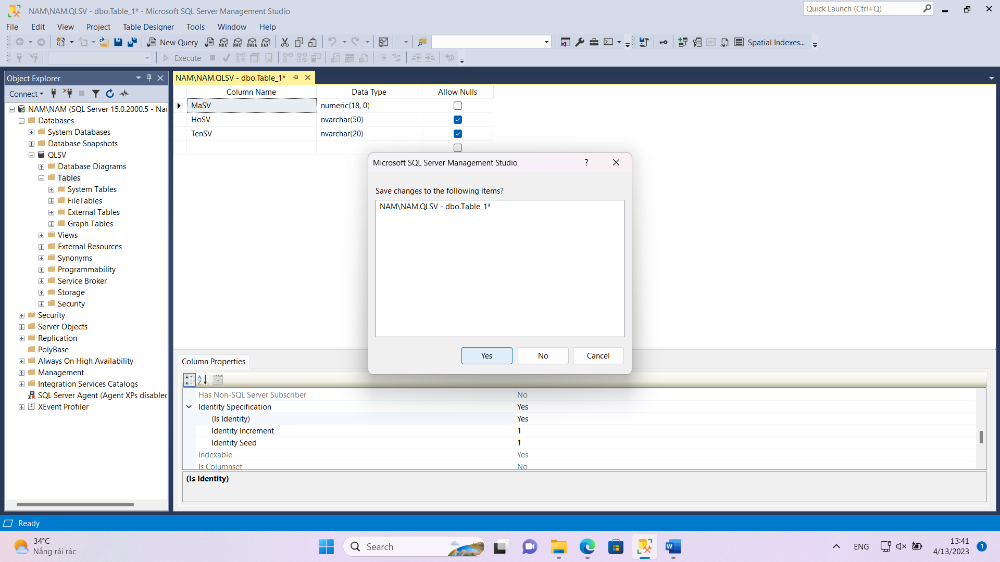 NAM\NAM.QLSV - dbo.Table_1* - Microsoft SQL Server Management Studio
Quick Launch (Ctrl+Q)
File Edit View Project Table Designer Tools Window Help
New Query MDX DMX XMLA DAX Spatial Indexes...
Execute
Object Explorer
Connect
NAM\NAM (SQL Server 15.0.2000.5 - Nar
Databases
System Databases
Database Snapshots
QLSV
Database Diagrams
Tables
System Tables
FileTables
External Tables
Graph Tables
Views
External Resources
Synonyms
Programmability
Service Broker
Storage
Security
Security
Server Objects
Replication
PolyBase
Always On High Availability
Management
Integration Services Catalogs
SQL Server Agent (Agent XPs disabled
XEvent Profiler
NAM\NAM.QLSV - dbo.Table_1*
Column Name Data Type Allow Nulls
MaSV numeric(18, 0)
HoSV nvarchar(50)
TenSV nvarchar(20)
Microsoft SQL Server Management Studio ?
Save changes to the following items?
NAM\NAM.QLSV - dbo.Table_1*
Yes No Cancel
Column Properties
Has Non-SQL Server Subscriber No
Identity Specification Yes
(Is Identity) Yes
Identity Increment 1
Identity Seed 1
Indexable Yes
Is Columnset No
(Is Identity)
Ready
34°C
Nắng rải rác
Search
ENG
13:41
4/13/2023
1